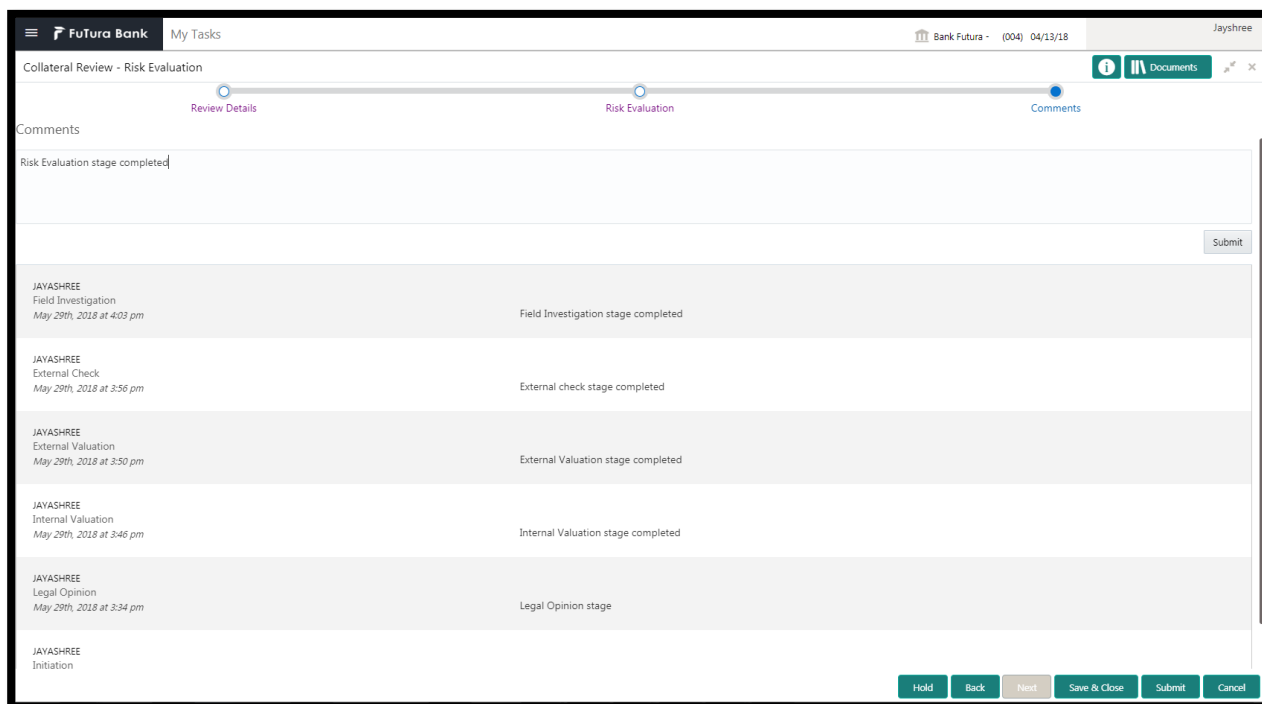 FuTura Bank My Tasks Bank Futura - (004) 04/13/18 Jayshree
Collateral Review - Risk Evaluation i Documents
Review Details Risk Evaluation Comments
Comments
Risk Evaluation stage completed
Submit
JAYASHREE
Field Investigation
May 29th, 2018 at 4:03 pm Field Investigation stage completed
JAYASHREE
External Check
May 29th, 2018 at 3:56 pm External check stage completed
JAYASHREE
External Valuation
May 29th, 2018 at 3:50 pm External Valuation stage completed
JAYASHREE
Internal Valuation
May 29th, 2018 at 3:46 pm Internal Valuation stage completed
JAYASHREE
Legal Opinion
May 29th, 2018 at 3:34 pm Legal Opinion stage
JAYASHREE
Initiation
Hold Back Next Save & Close Submit Cancel